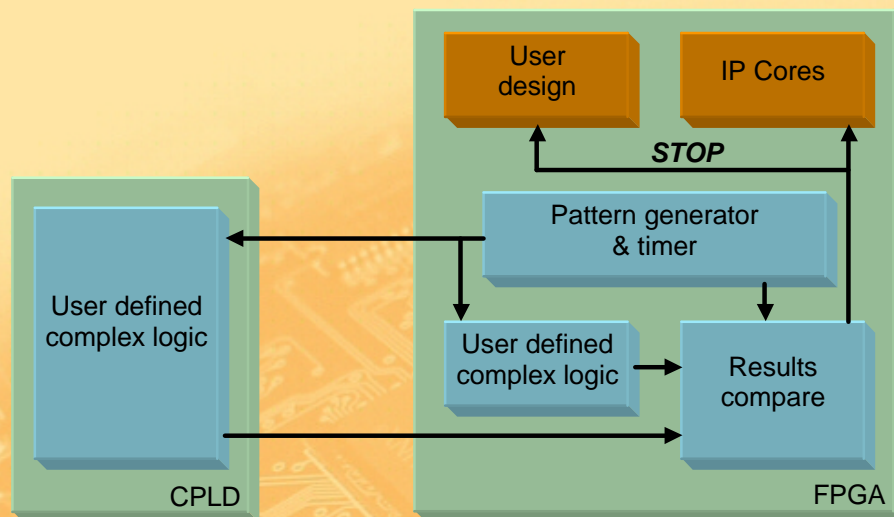 User
design
IP Cores
STOP
Pattern generator
& timer
User defined
complex logic
User defined
complex logic
Results
compare
CPLD
FPGA